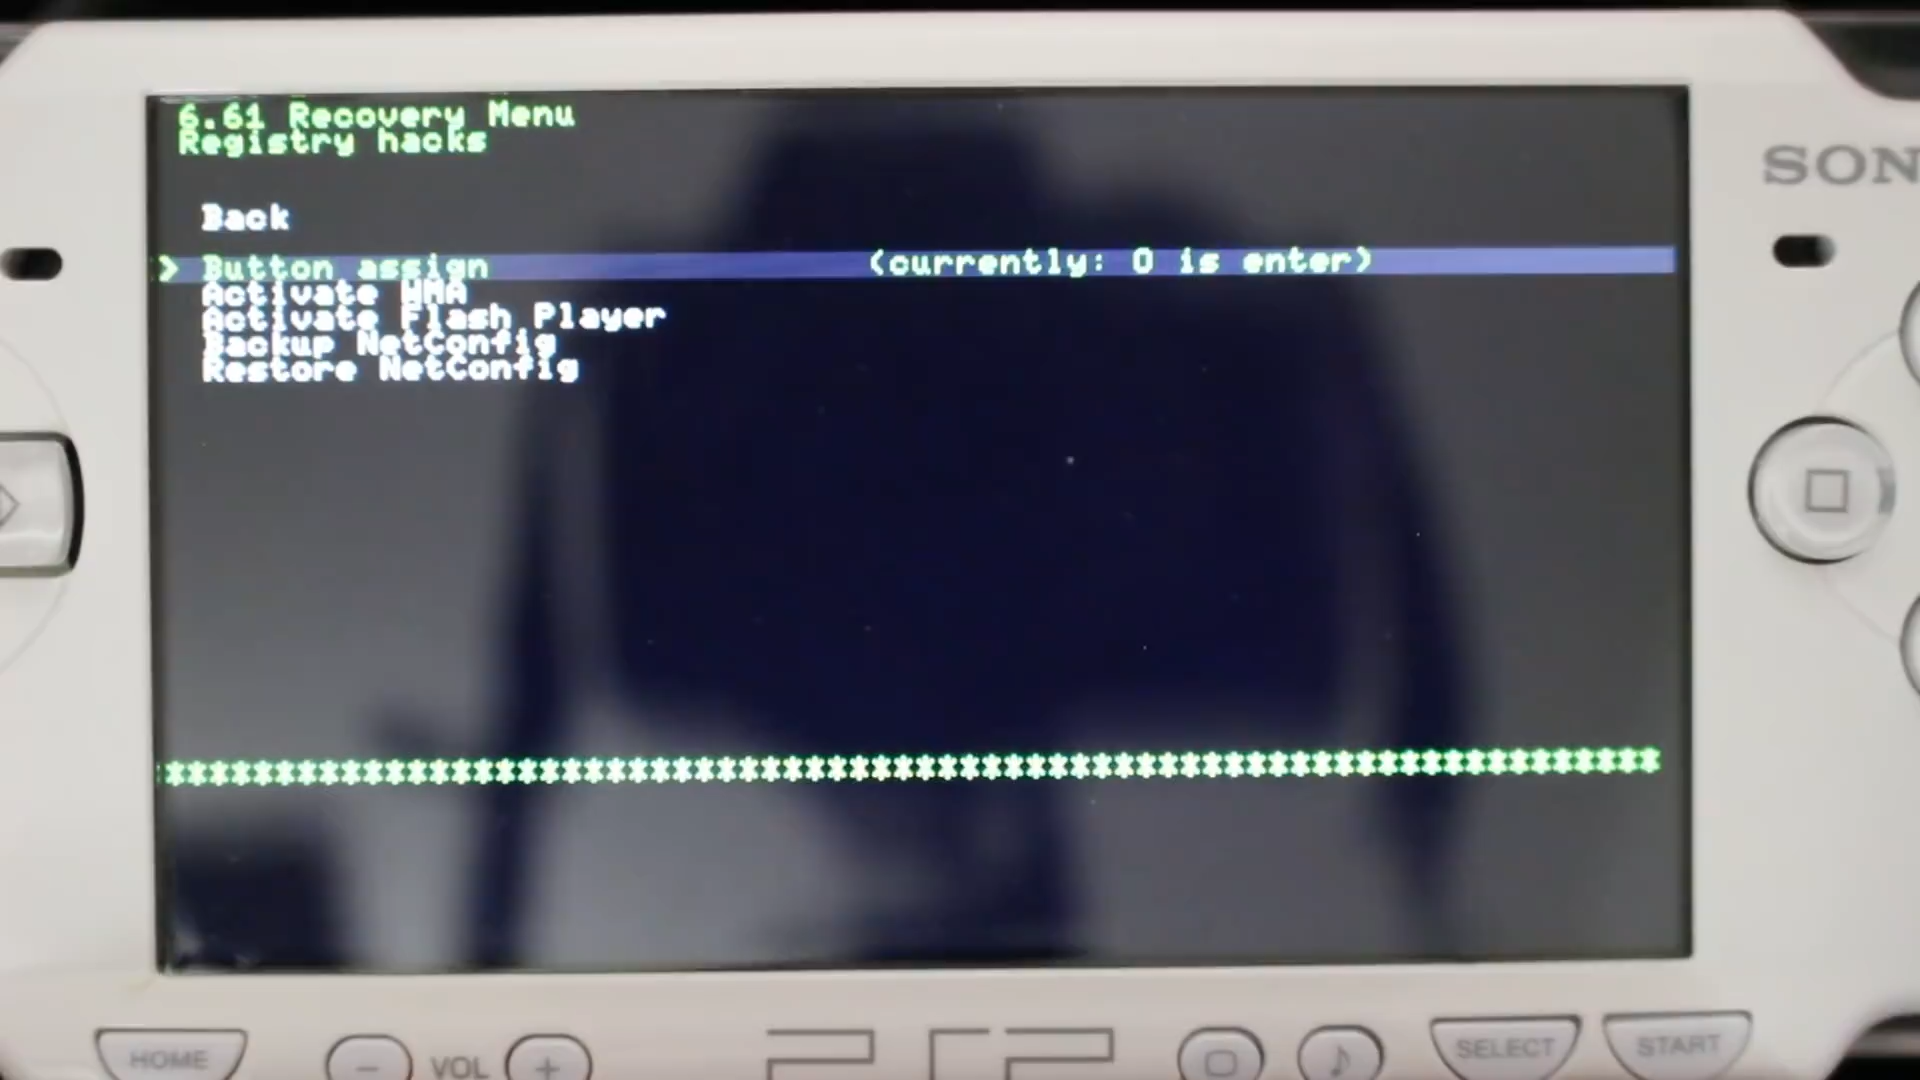 6.61 Recovery Menu
Registry hacks
Back
> Button assign (currently: O is enter)
Activate WMA
Activate Flash Player
Backup NetConfig
Restore NetConfig
********************************************************************
SON
HOME
- VOL +
PSP
SELECT
START